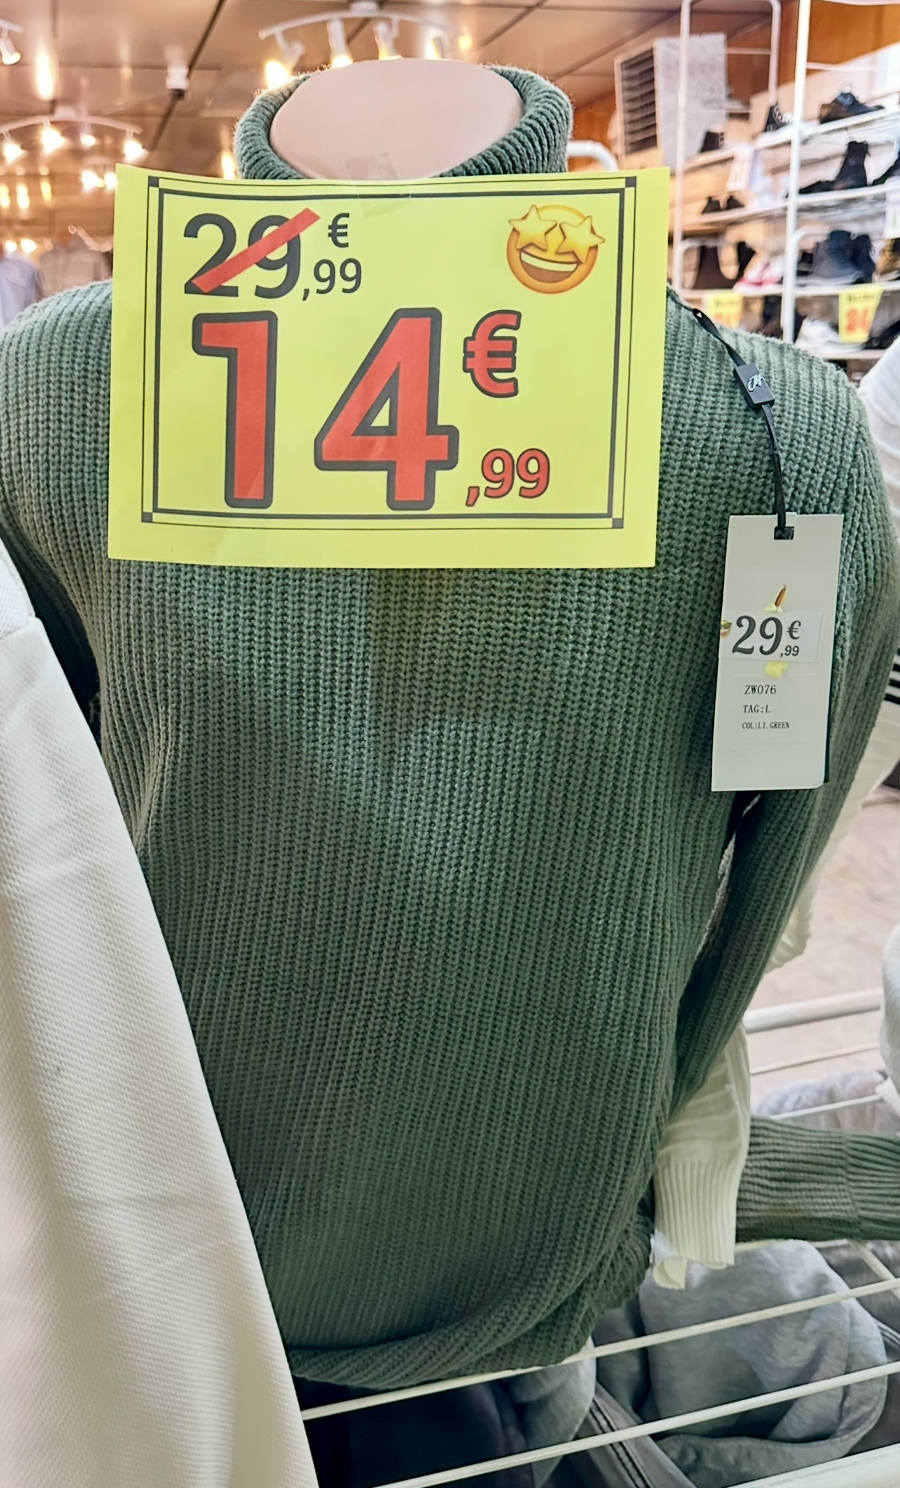 29€,99
14€,99
29€,99
ZW076
TAG:L
COL:LI.GREEN